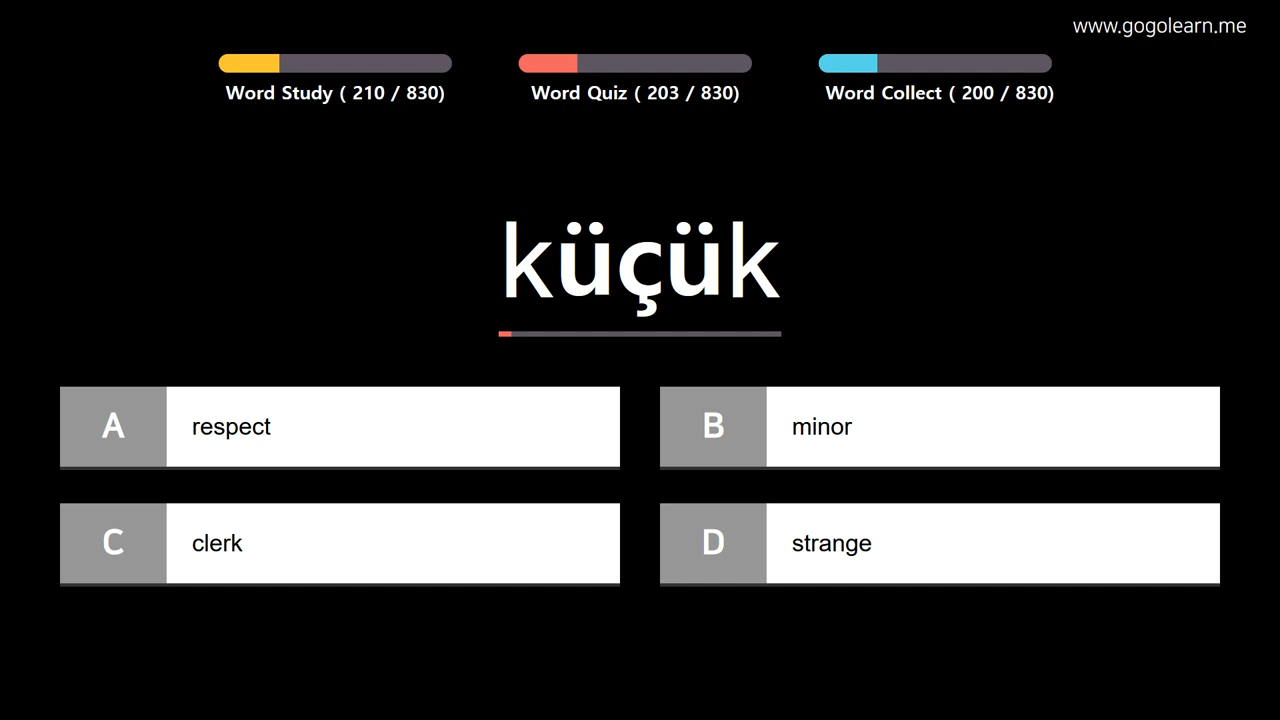 www.gogolearn.me
Word Study ( 210 / 830)
Word Quiz ( 203 / 830)
Word Collect ( 200 / 830)
küçük
A
respect
B
minor
C
clerk
D
strange